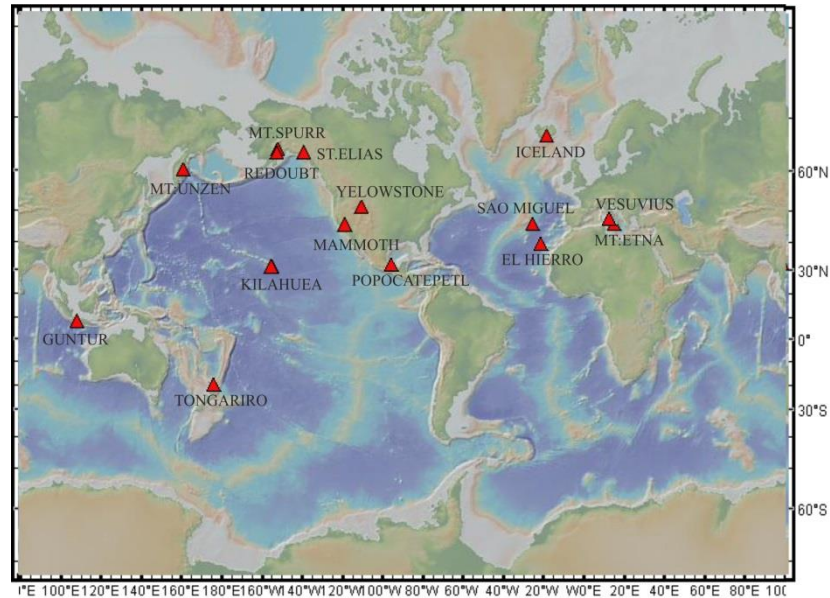 MT.SPURR
ST.ELIAS
ICELAND
REDOUBT
60°N
MT.UNZEN
YELOWSTONE
SAO MIGUEL
VESUVIUS
MAMMOTH
MT:ETNA
EL HIERRO
30°N
KILAHUEA
POPOCATEPETL
GUNTUR
0°
TONGARIRO
30°S
60°S
100°E 120°E 140°E 160°E 180°E 160°W 140°W 120°W 100°W 80°W 60°W 40°W 20°W 0°E 20°E 40°E 60°E 80°E